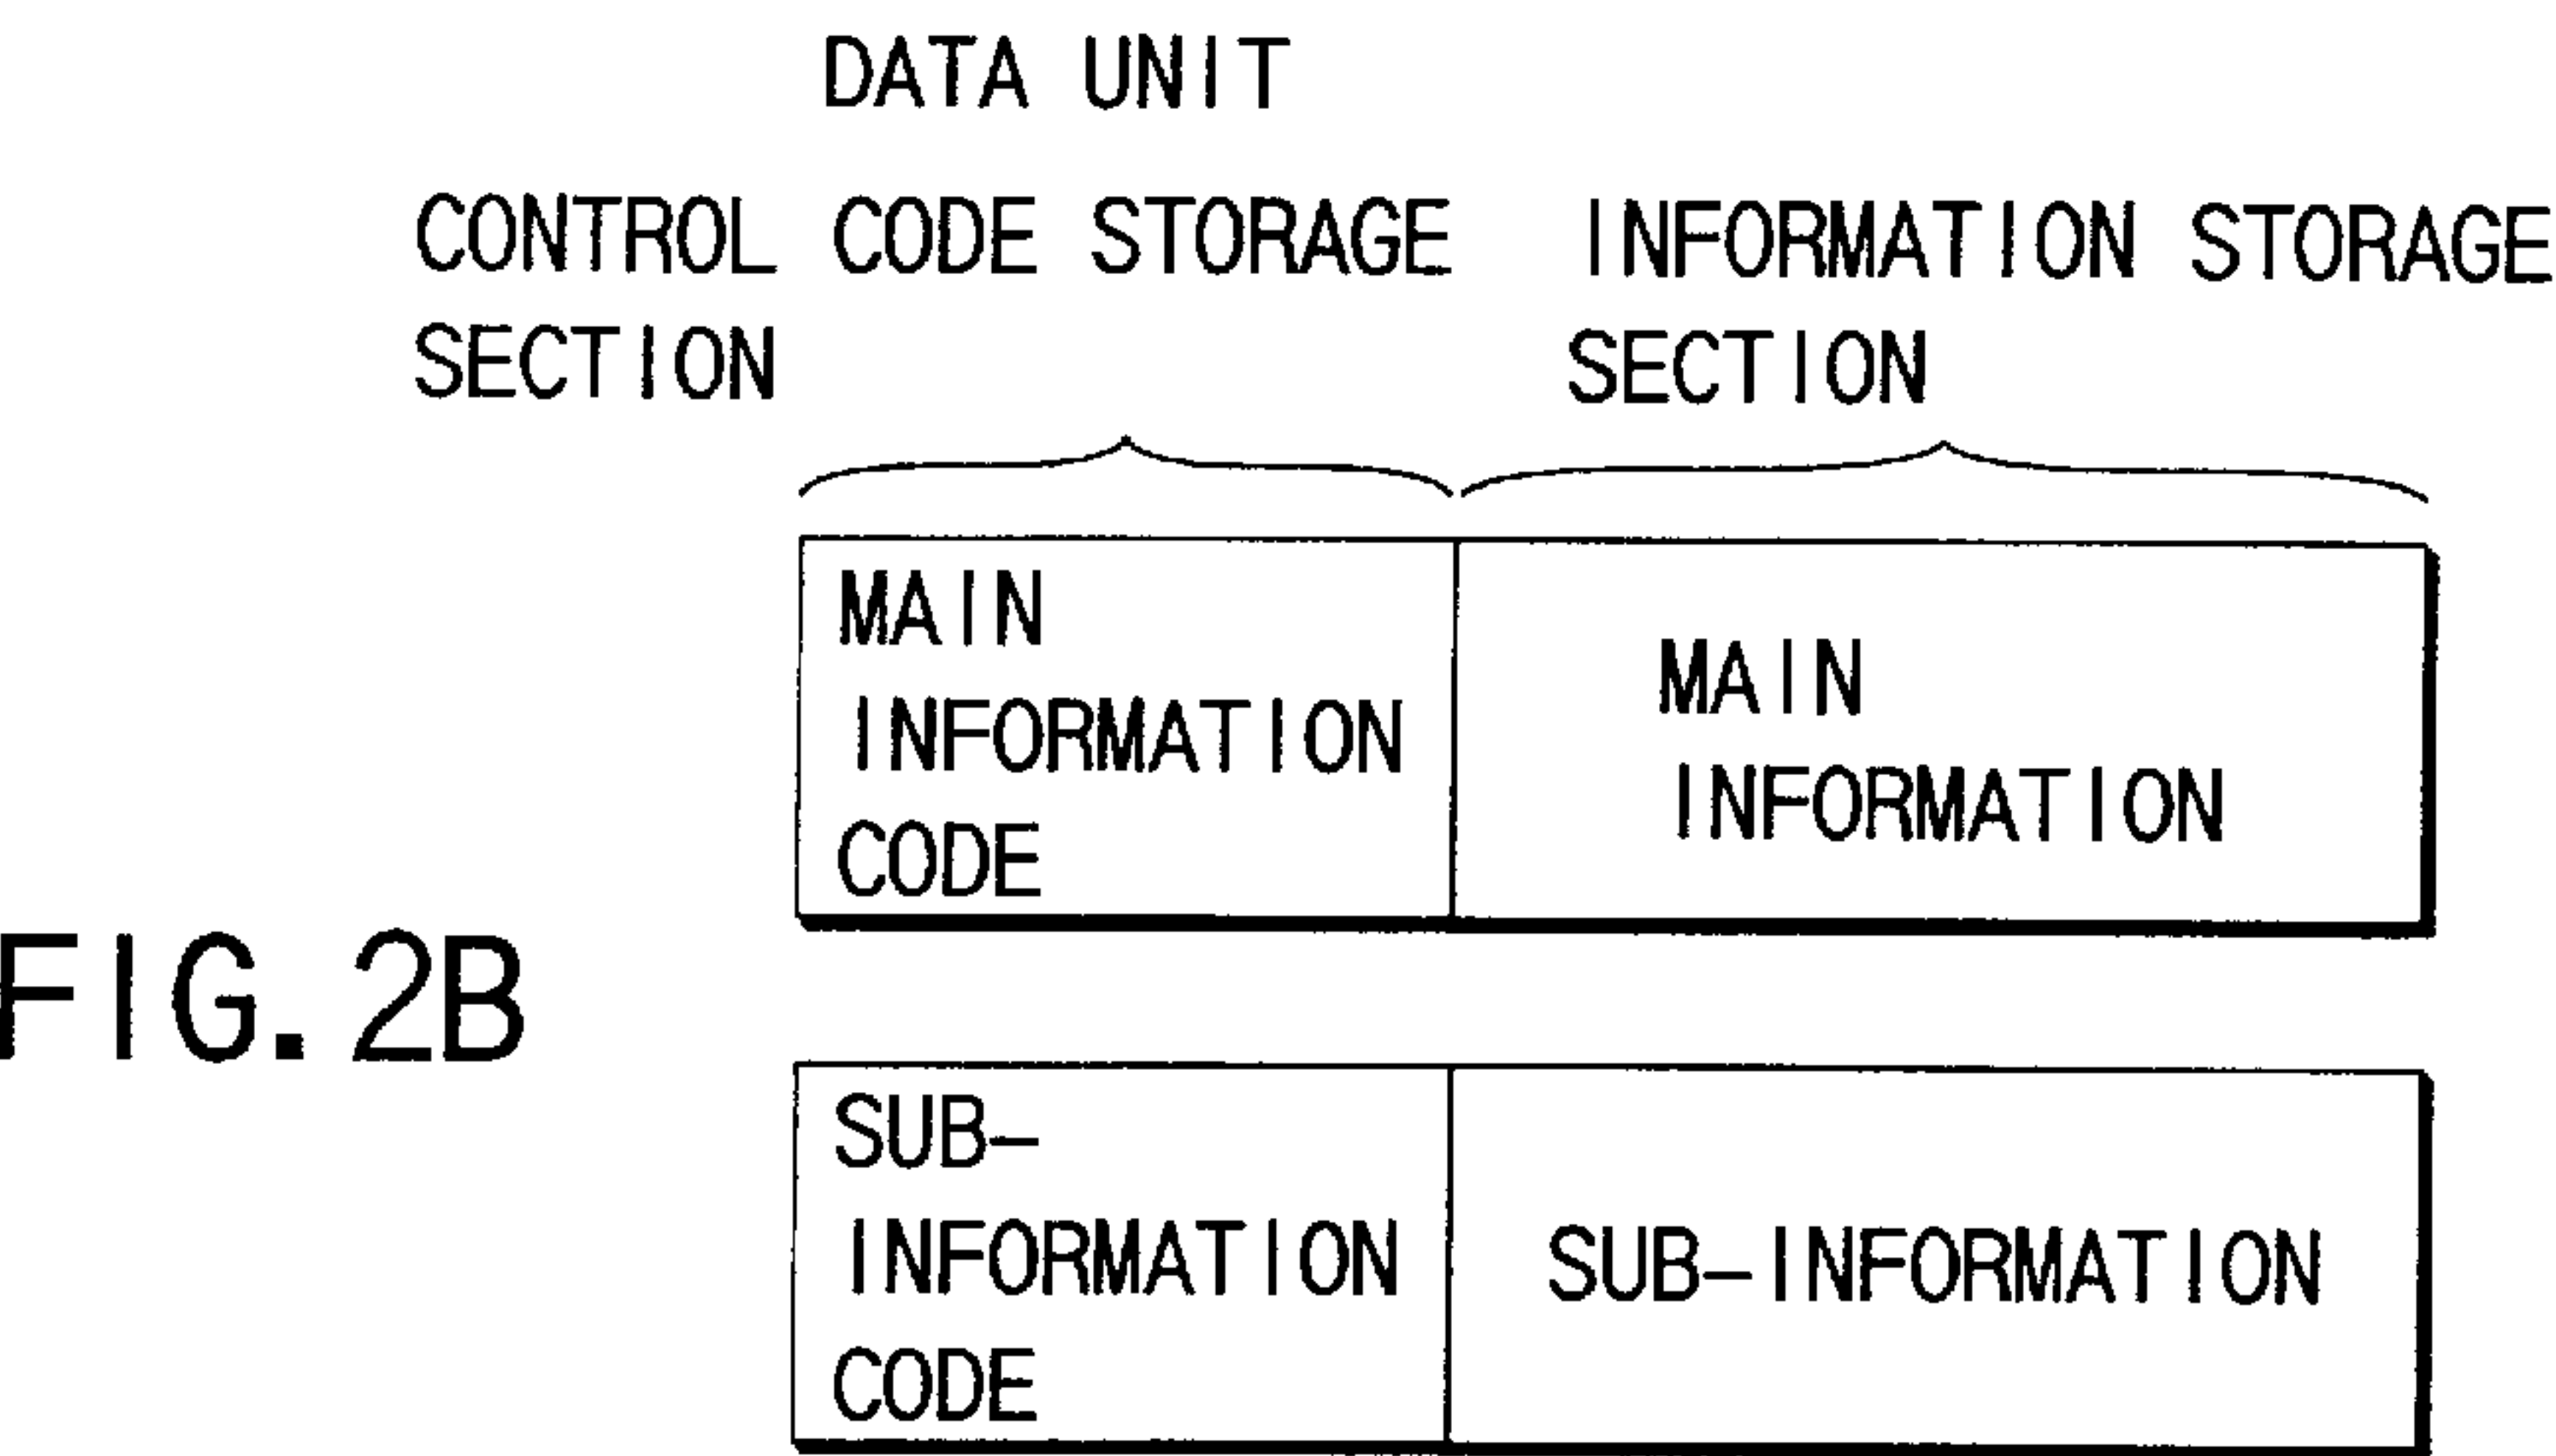 DATA UNIT
CONTROL CODE STORAGE
SECTION
INFORMATION STORAGE
SECTION
MAIN
INFORMATION
CODE
MAIN
INFORMATION
FIG. 2B
SUB-
INFORMATION
CODE
SUB-INFORMATION